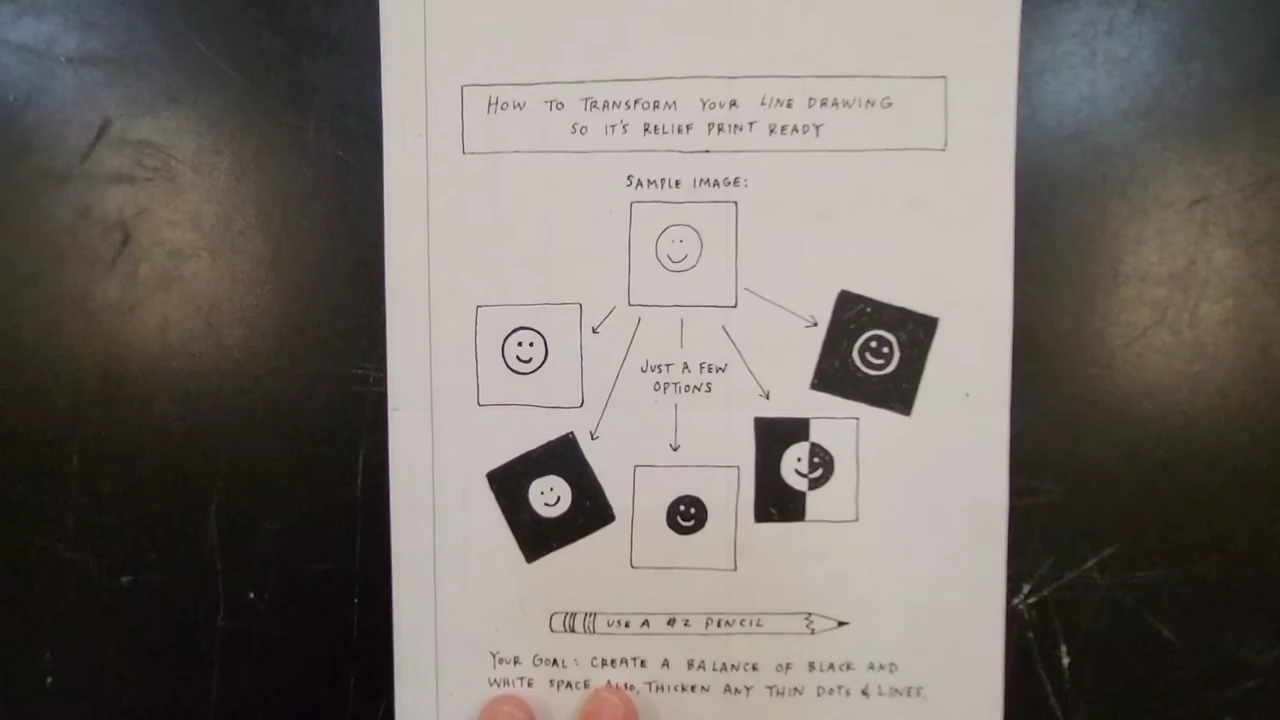 HOW TO TRANSFORM YOUR LINE DRAWING
SO IT'S RELIEF PRINT READY
SAMPLE IMAGE:
JUST A FEW
OPTIONS
USE A #2 PENCIL
YOUR GOAL: CREATE A BALANCE OF BLACK AND
WHITE SPACE. ALSO, THICKEN ANY THIN DOTS & LINES.